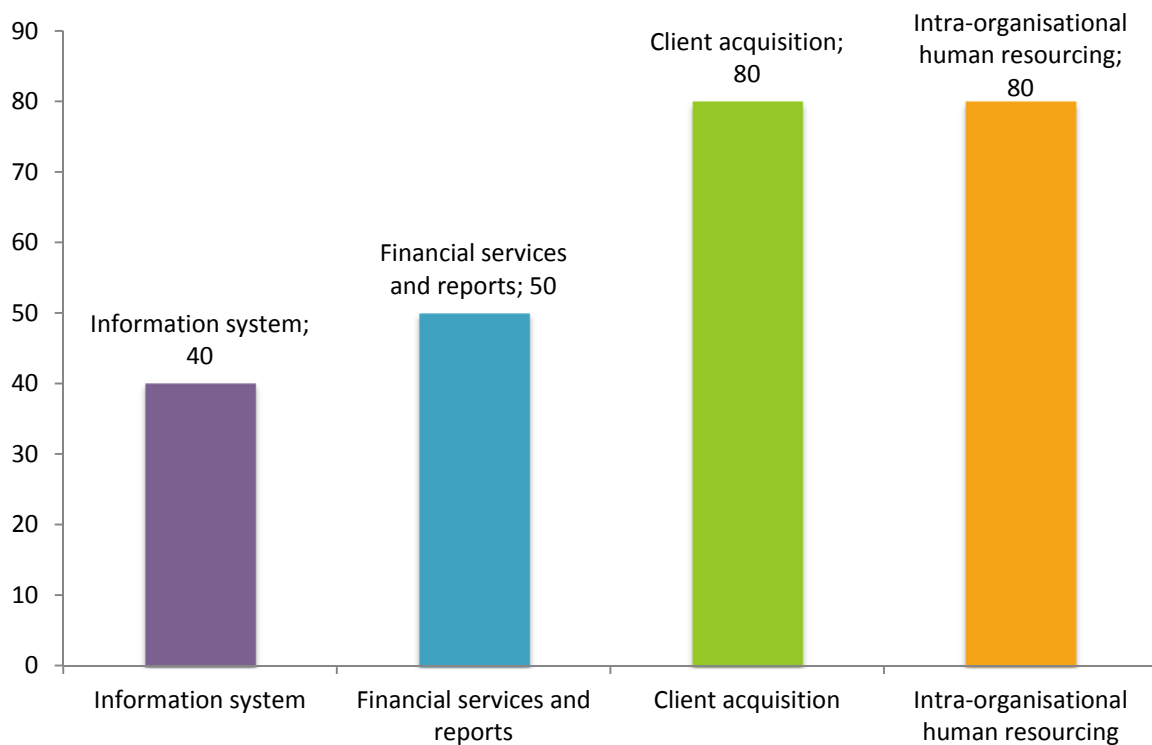 90
80
70
60
50
40
30
20
10
0
Information system;
40
Financial services
and reports; 50
Client acquisition;
80
Intra-organisational
human resourcing;
80
Information system
Financial services and
reports
Client acquisition
Intra-organisational
human resourcing